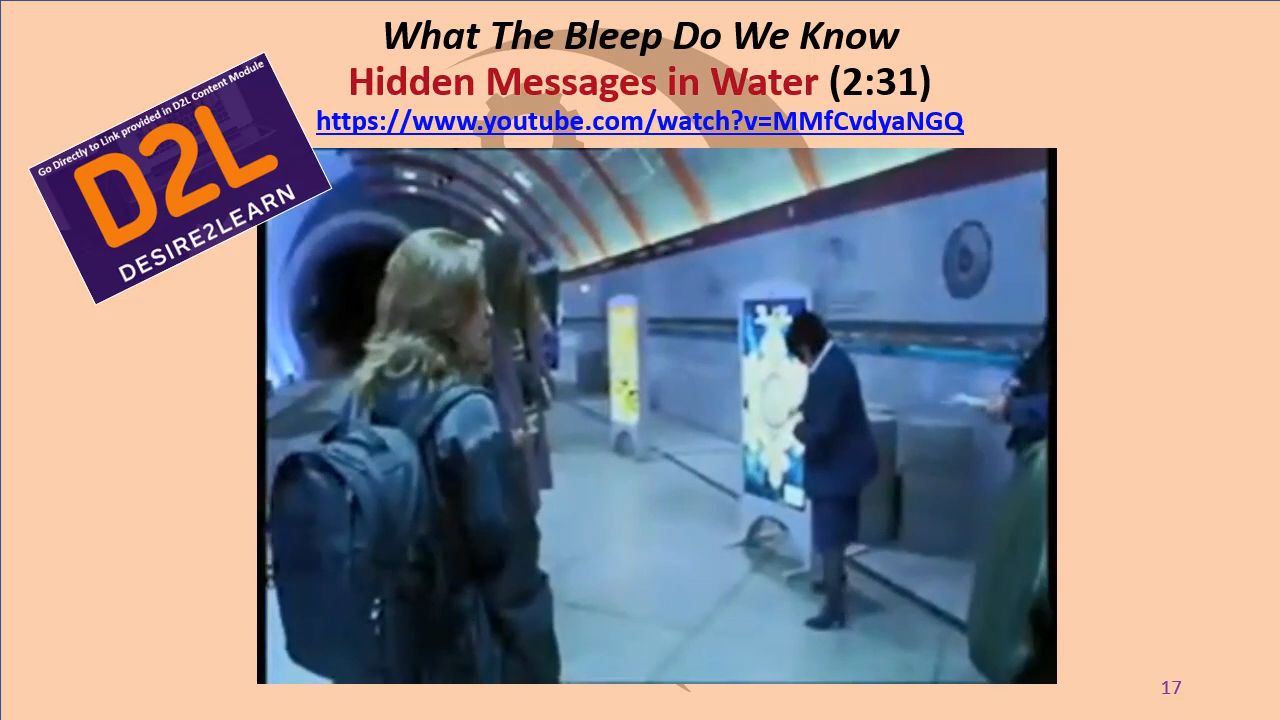 What The Bleep Do We Know
Hidden Messages in Water (2:31)
https://www.youtube.com/watch?v=MMfCvdyaNGQ
Go Directly to Link provided in D2L Content Module
D2L
DESIRE2LEARN
17